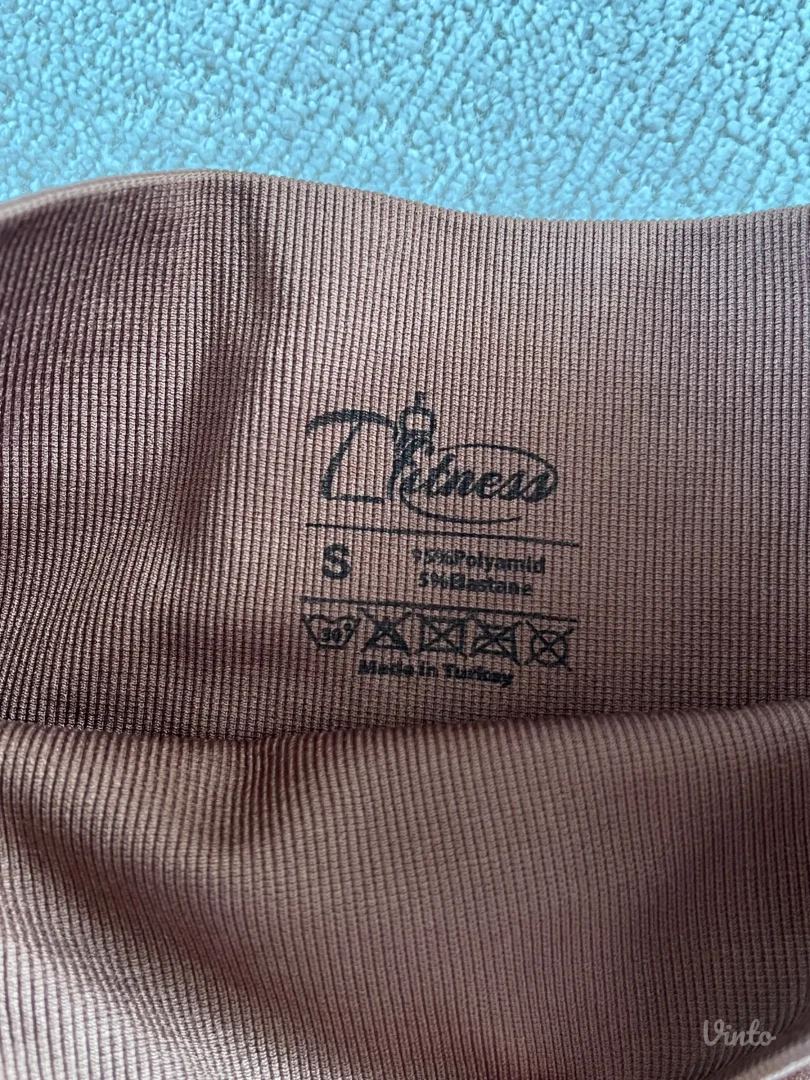 Fitness
S
95%Polyamid
5%Elastane
30°
Made in Turkey
Vinto